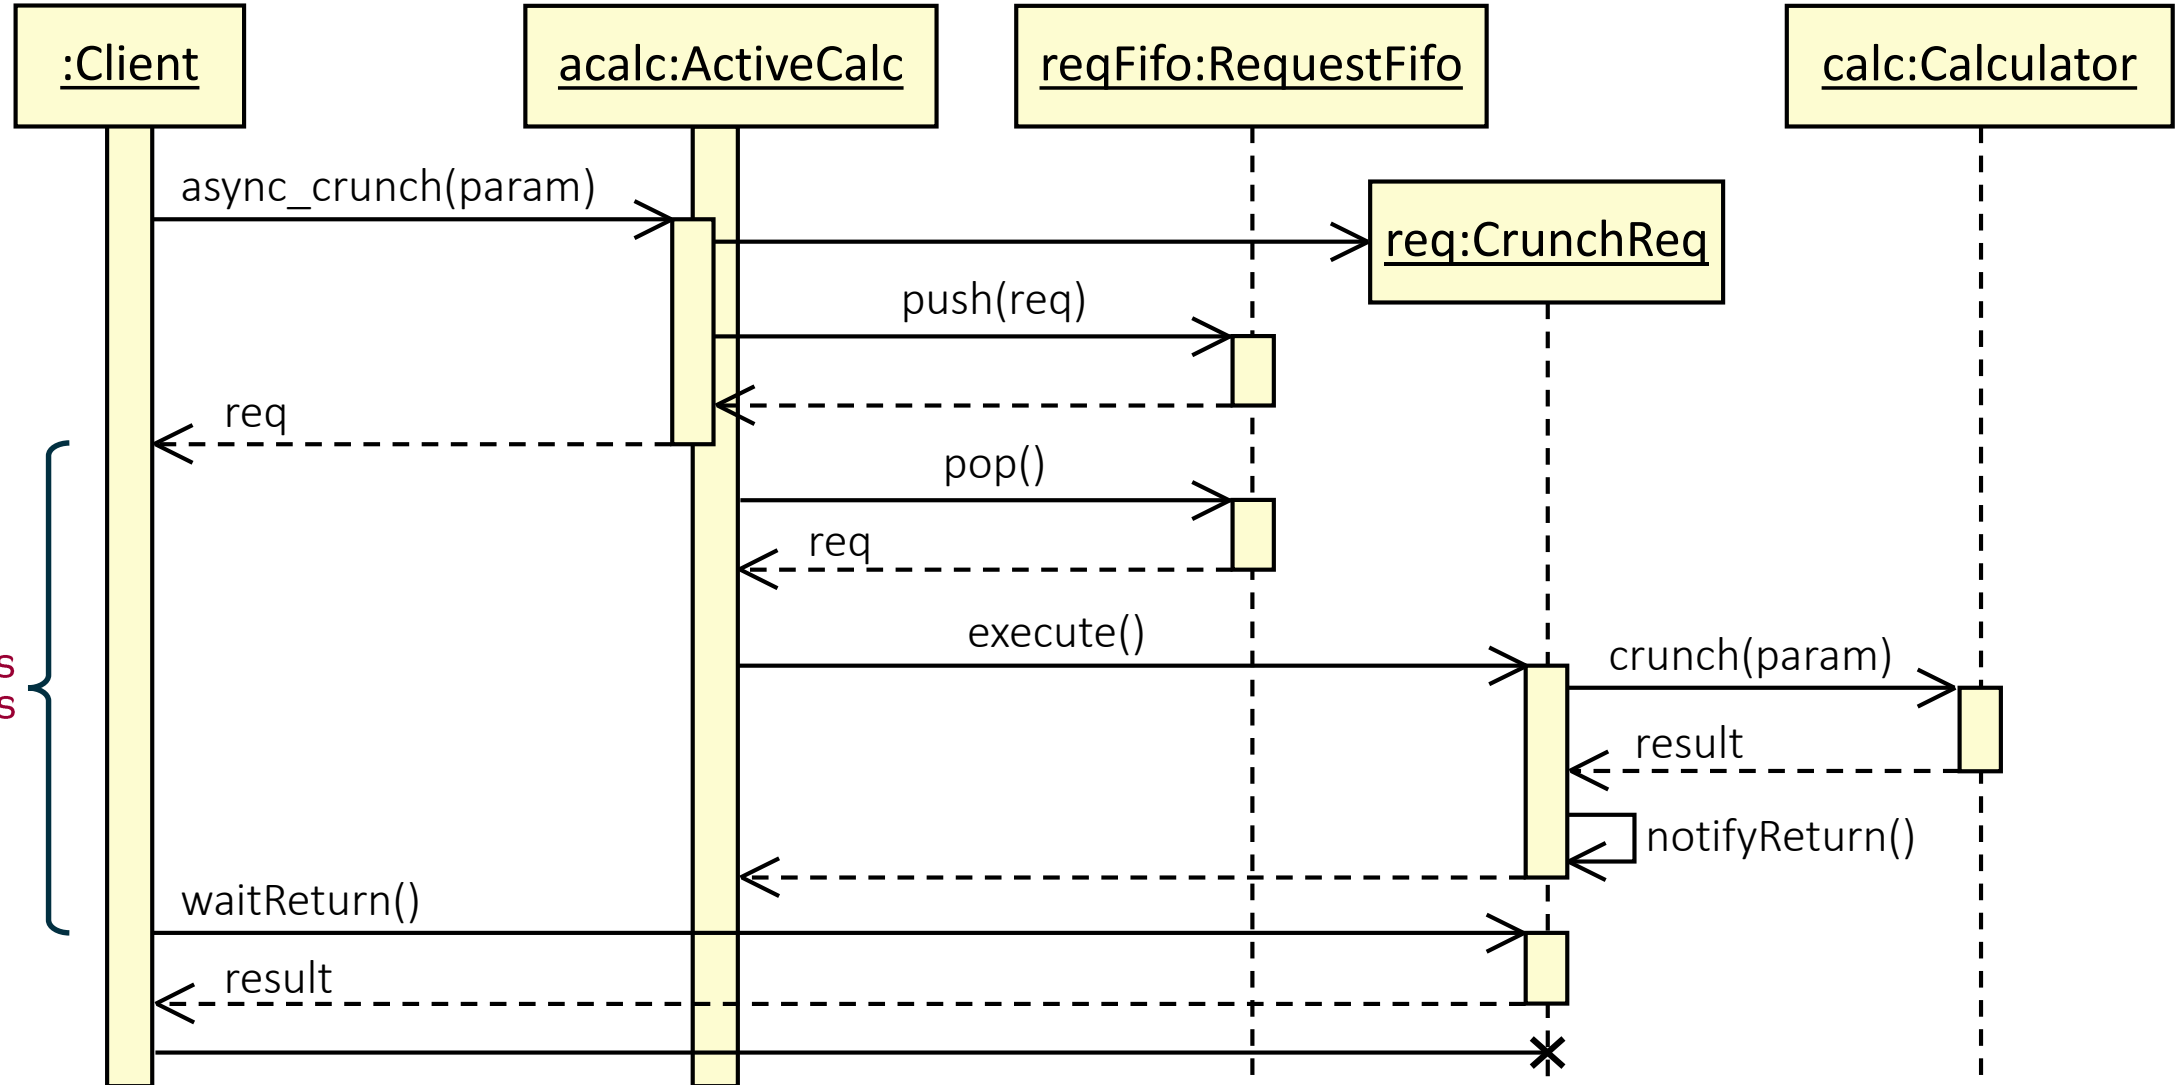 :Client
acalc:ActiveCalc
reqFifo:RequestFifo
calc:Calculator
async_crunch(param)
req:CrunchReq
push(req)
req
pop()
req
execute()
crunch(param)
result
notifyReturn()
waitReturn()
result